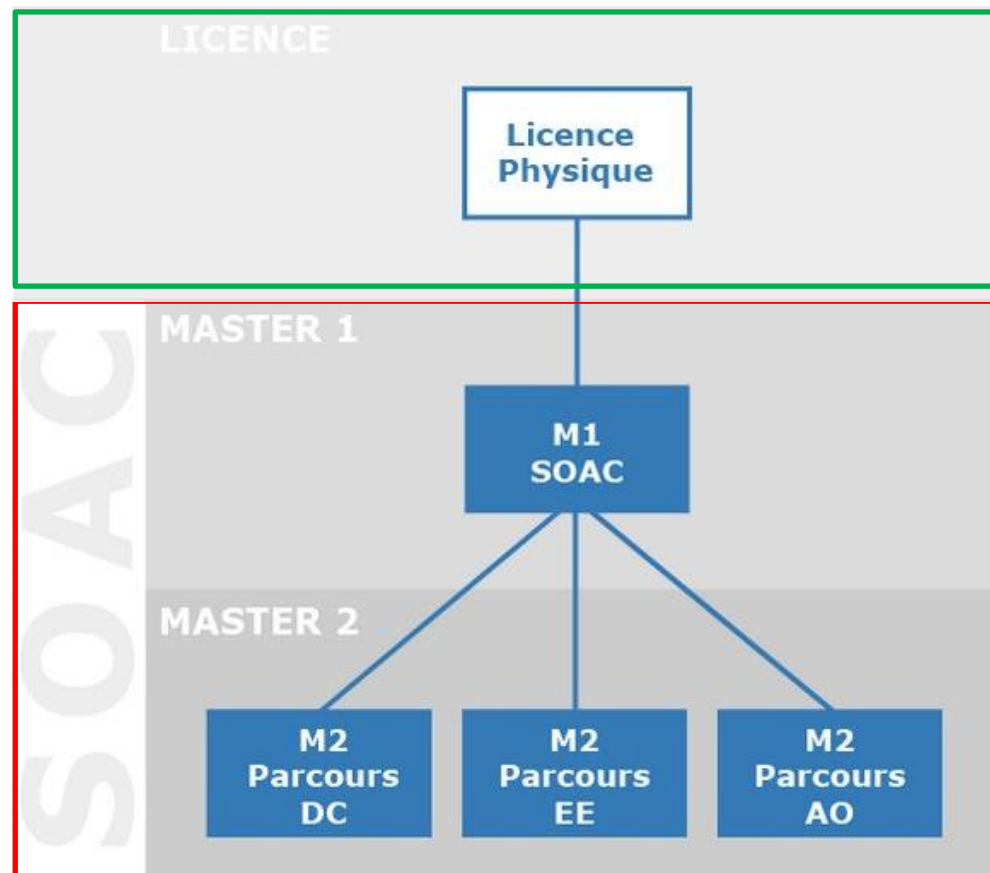 LICENCE
Licence
Physique
SOAC
MASTER 1
M1
SOAC
MASTER 2
M2
Parcours
DC
M2
Parcours
EE
M2
Parcours
AO